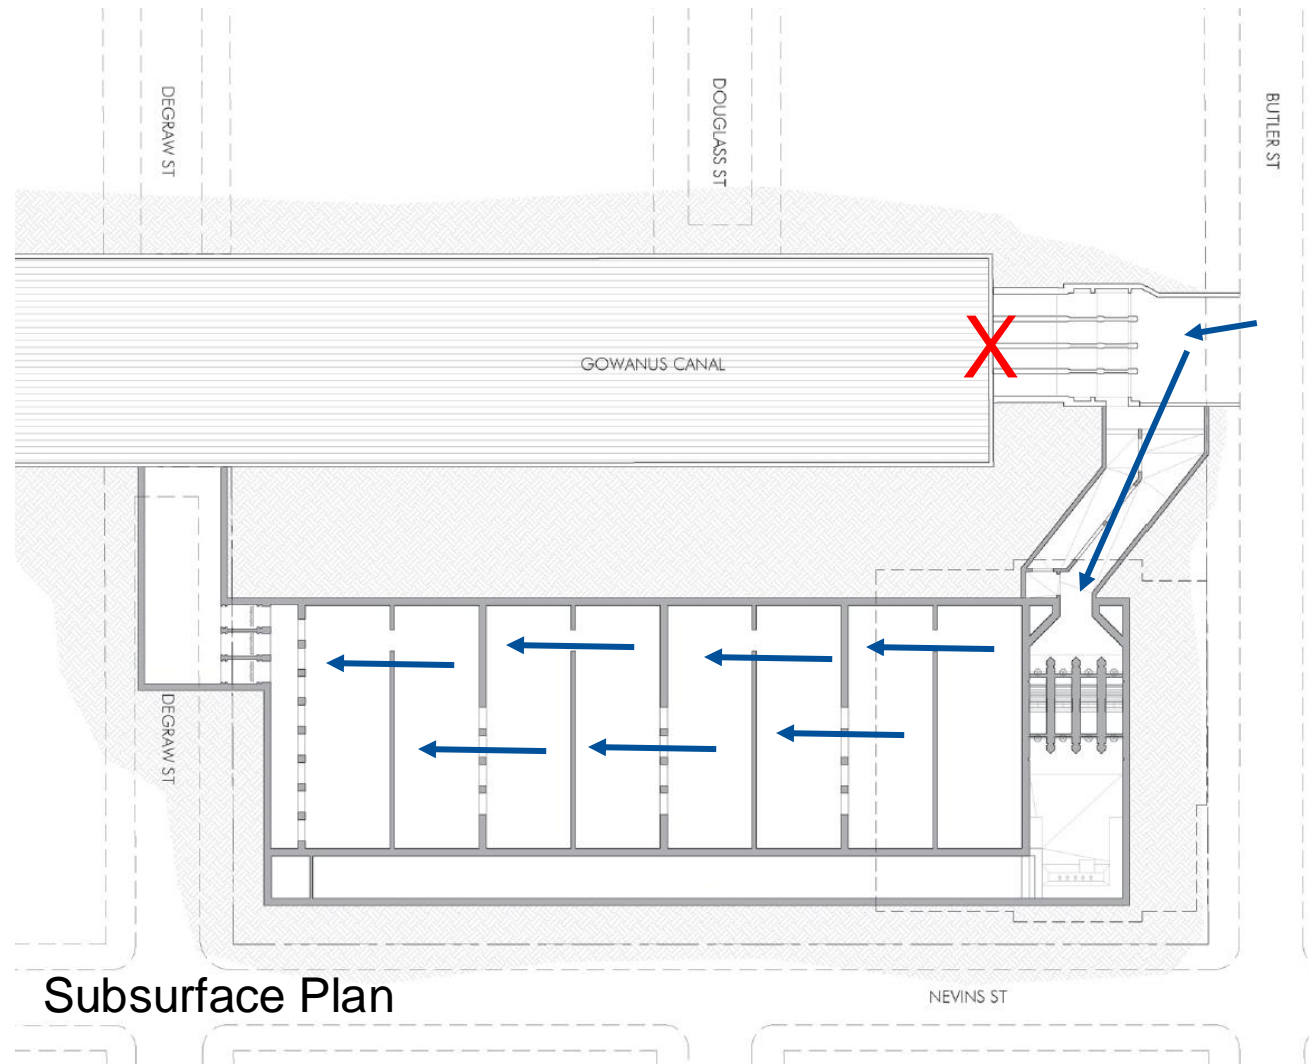 DEGRAW ST
DOUGLASS ST
BUTLER ST
X
GOWANUS CANAL
DEGRAW ST
Subsurface Plan
NEVINS ST